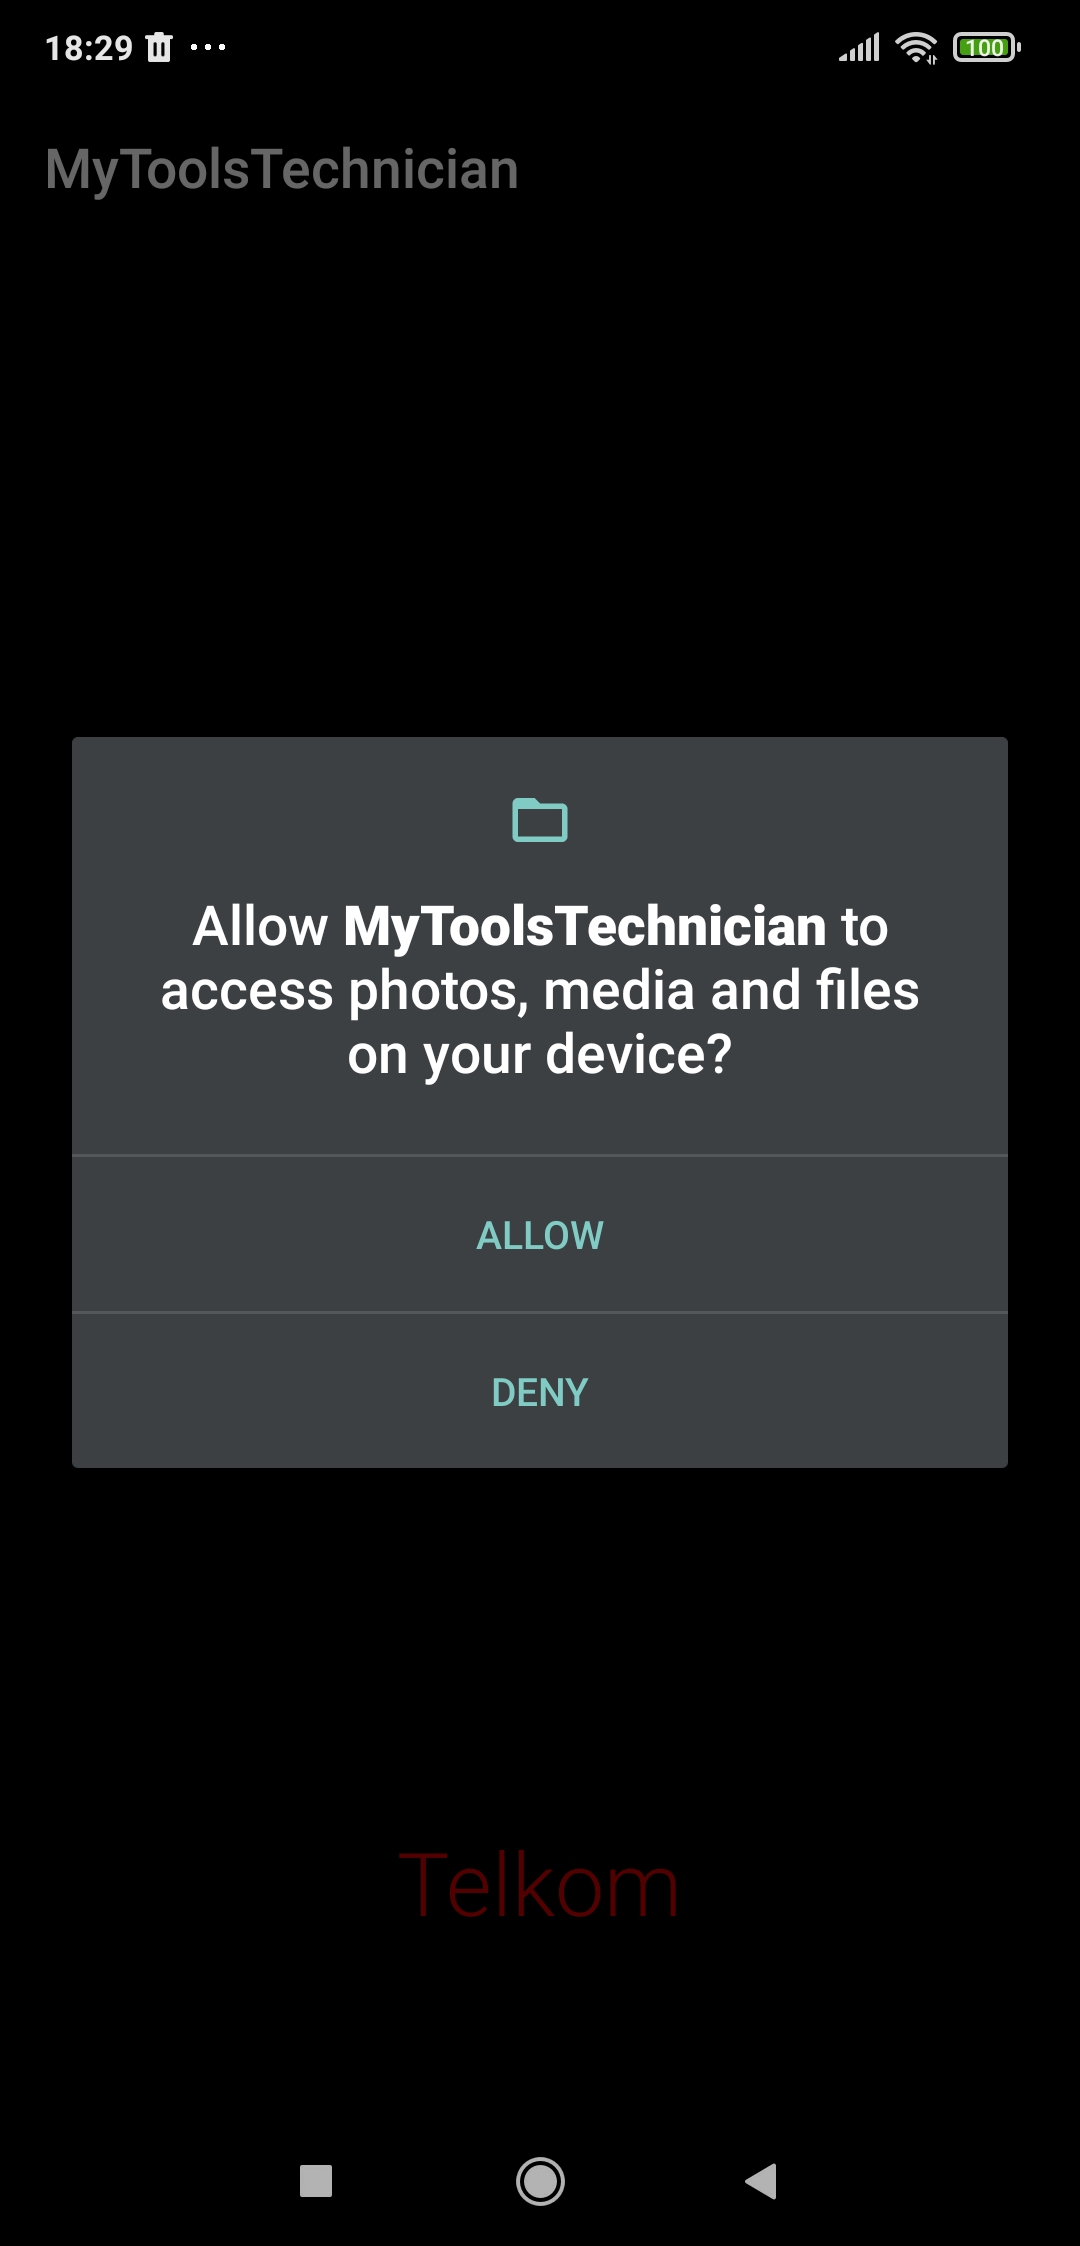 18:29
100
MyToolsTechnician
Allow MyToolsTechnician to
access photos, media and files
on your device?
ALLOW
DENY
Telkom